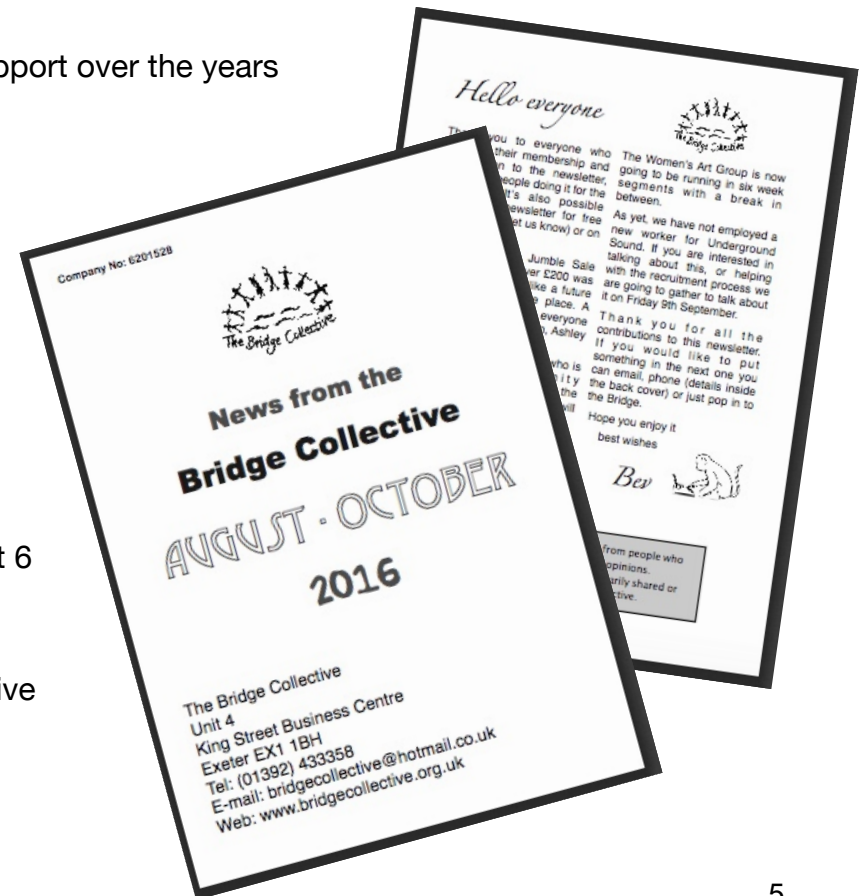 pport over the years
t 6
ive
Company No: 6201528
The Bridge Collective
News from the
Bridge Collective
AUGUST - OCTOBER
2016
The Bridge Collective
Unit 4
King Street Business Centre
Exeter EX1 1BH
Tel: (01392) 433358
E-mail: bridgecollective@hotmail.co.uk
Web: www.bridgecollective.org.uk
Hello everyone
The Bridge Collective
you to everyone who
their membership and
n to the newsletter,
eople doing it for the
It's also possible
ewsletter for free
et us know) or on
Jumble Sale
ver £200 was
like a future
e place. A
everyone
n, Ashley
who is
nity
the
will
The Women's Art Group is now
going to be running in six week
segments with a break in
between.
As yet, we have not employed a
new worker for Underground
Sound. If you are interested in
talking about this, or helping
with the recruitment process we
are going to gather to talk about
it on Friday 9th September.
Thank you for all the
contributions to this newsletter.
If you would like to put
something in the next one you
can email, phone (details inside
the back cover) or just pop in to
the Bridge.
Hope you enjoy it
best wishes
Bev
from people who
opinions.
arily shared or
ctive.
5